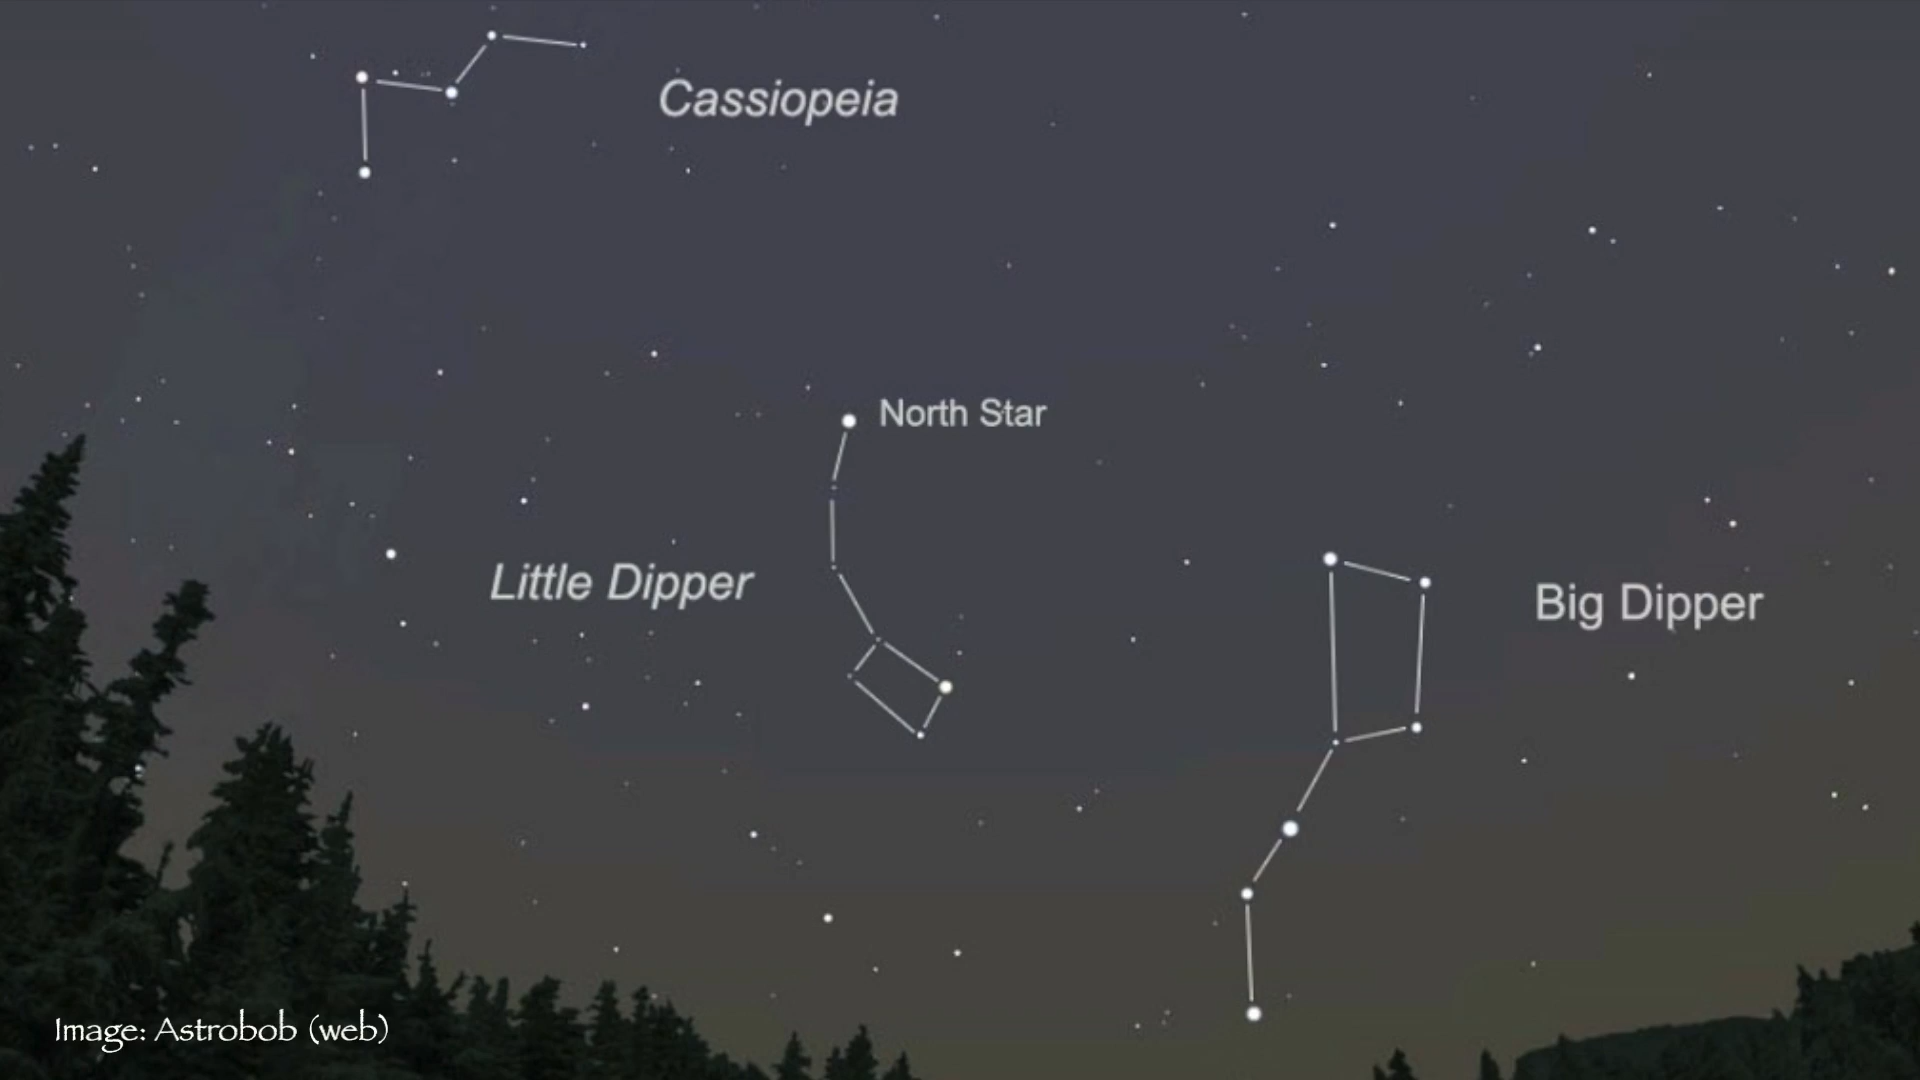 Cassiopeia
North Star
Little Dipper
Big Dipper
Image: Astrobob (web)